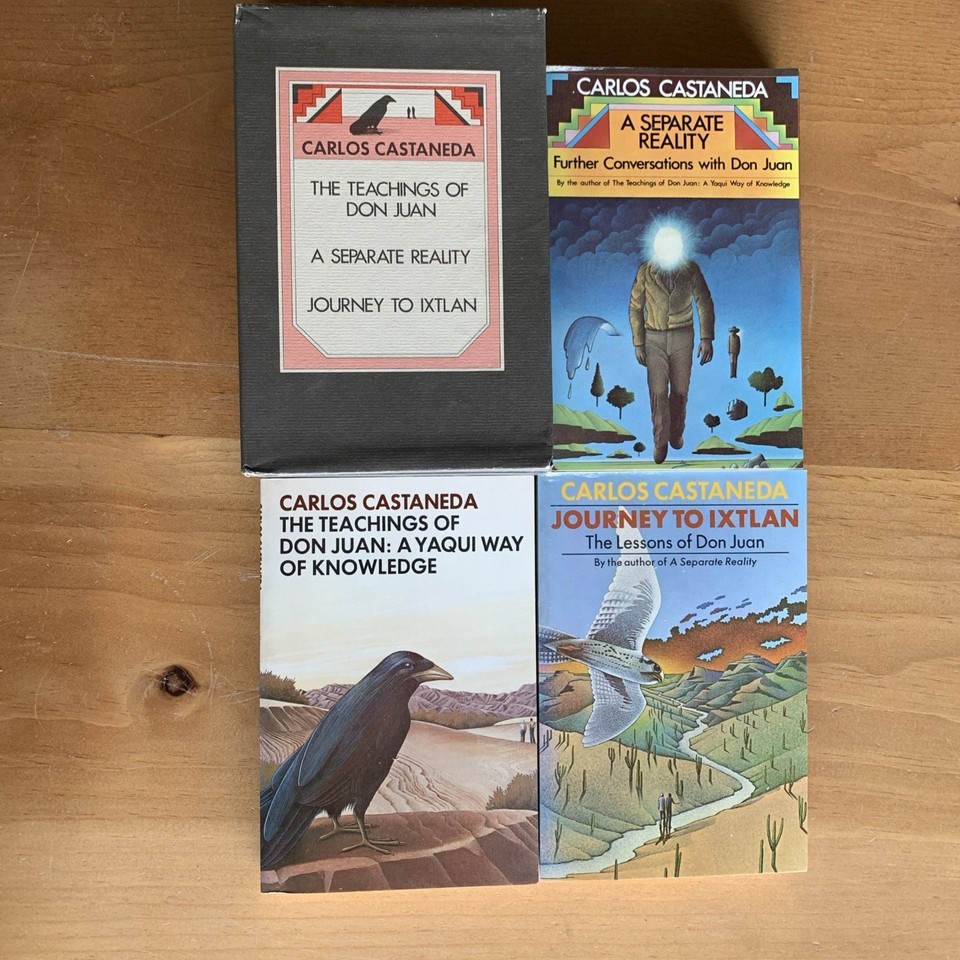 CARLOS CASTANEDA
THE TEACHINGS OF
DON JUAN
A SEPARATE REALITY
JOURNEY TO IXTLAN
CARLOS CASTANEDA
A SEPARATE
REALITY
Further Conversations with Don Juan
By the author of The Teachings of Don Juan: A Yaqui Way of Knowledge
CARLOS CASTANEDA
THE TEACHINGS OF
DON JUAN: A YAQUI WAY
OF KNOWLEDGE
CARLOS CASTANEDA
JOURNEY TO IXTLAN
The Lessons of Don Juan
By the author of A Separate Reality